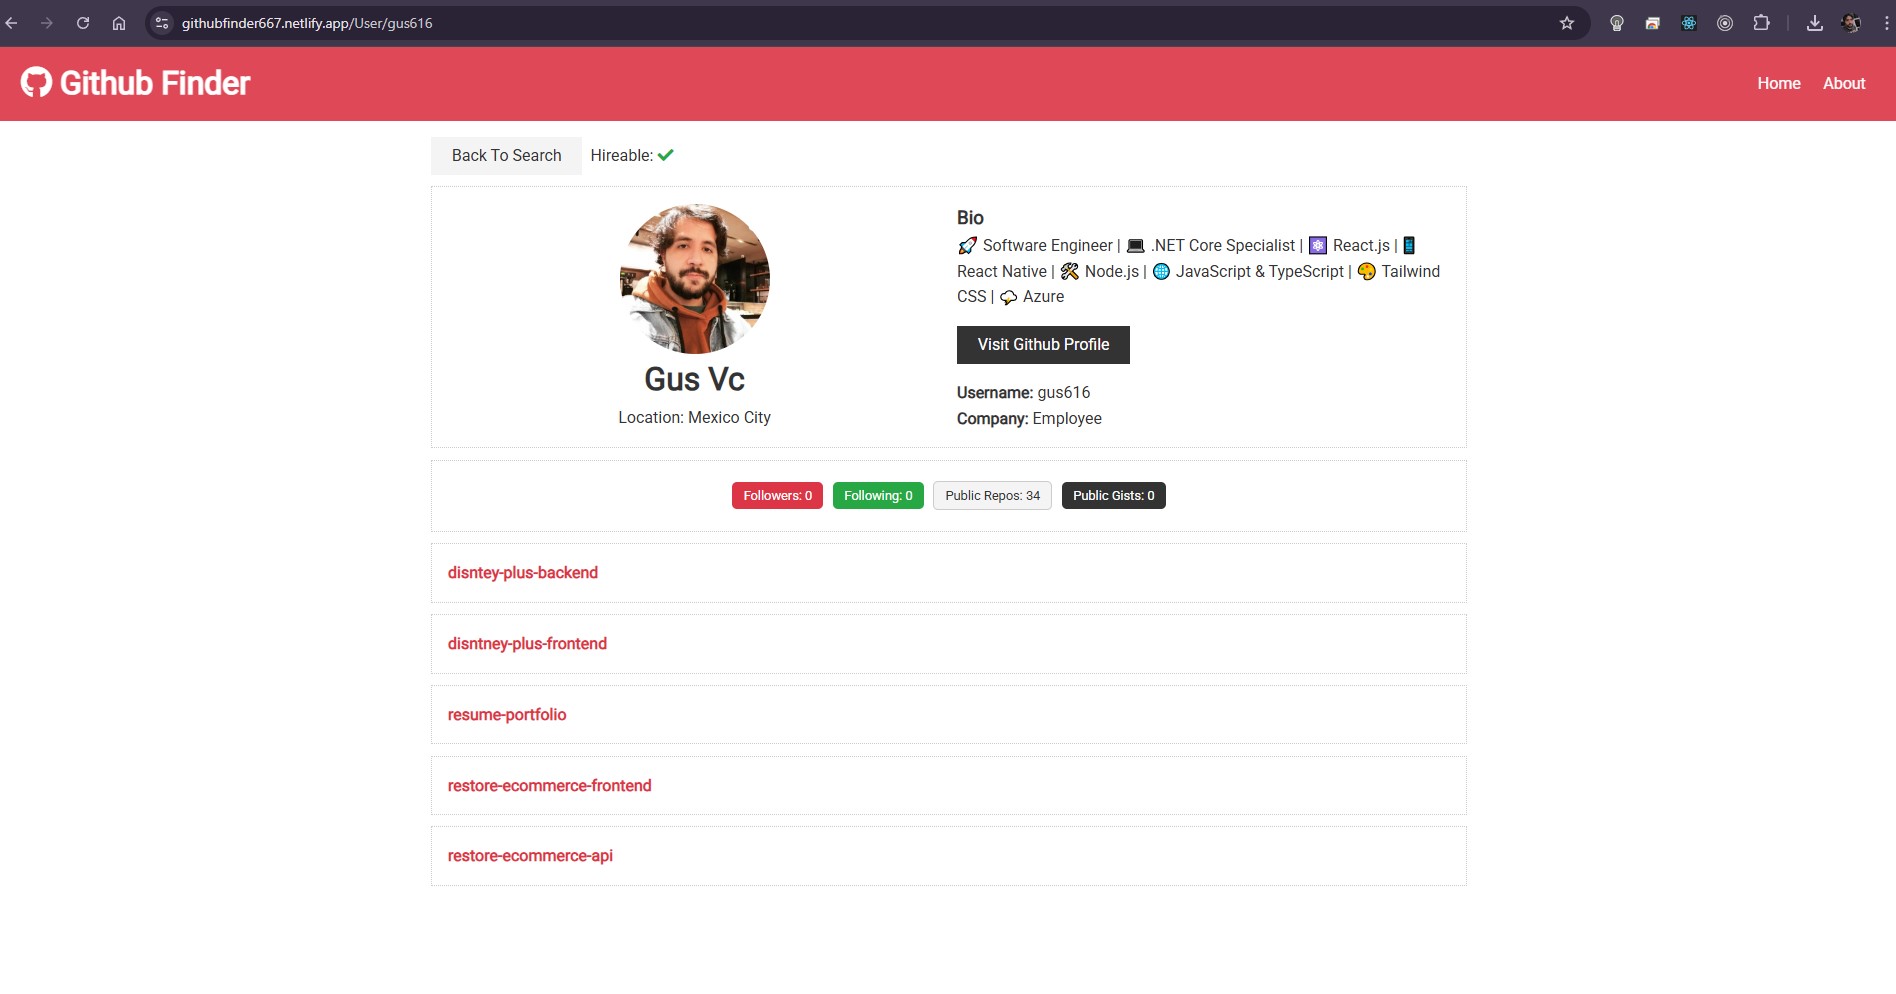 githubfinder667.netlify.app/User/gus616
Github Finder
Home About
Back To Search Hireable:
Bio
Software Engineer | .NET Core Specialist | React.js |
React Native | Node.js | JavaScript & TypeScript | Tailwind
CSS | Azure
Visit Github Profile
Gus Vc
Location: Mexico City
Username: gus616
Company: Employee
Followers: 0 Following: 0 Public Repos: 34 Public Gists: 0
disntey-plus-backend
disntney-plus-frontend
resume-portfolio
restore-ecommerce-frontend
restore-ecommerce-api